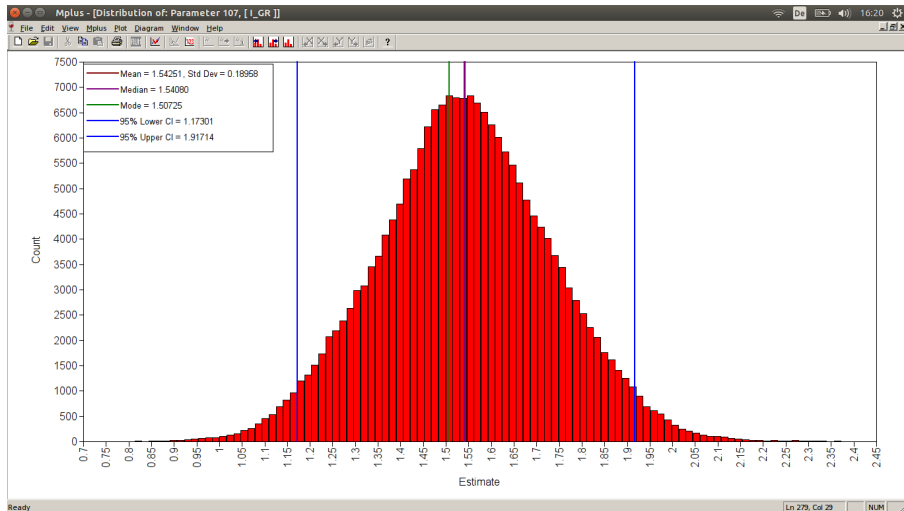 Mplus - [Distribution of: Parameter 107, [ I_GR ]]
De
16:20
File Edit View Mplus Plot Diagram Window Help
?
7500
7000
6500
6000
5500
5000
4500
4000
3500
3000
2500
2000
1500
1000
500
0
Count
Mean = 1.54251, Std Dev = 0.18958
Median = 1.54080
Mode = 1.50725
95% Lower CI = 1.17301
95% Upper CI = 1.91714
0.7 0.75 0.8 0.85 0.9 0.95 1 1.05 1.1 1.15 1.2 1.25 1.3 1.35 1.4 1.45 1.5 1.55 1.6 1.65 1.7 1.75 1.8 1.85 1.9 1.95 2 2.05 2.1 2.15 2.2 2.25 2.3 2.35 2.4 2.45
Estimate
Ready
Ln 279, Col 29
NUM